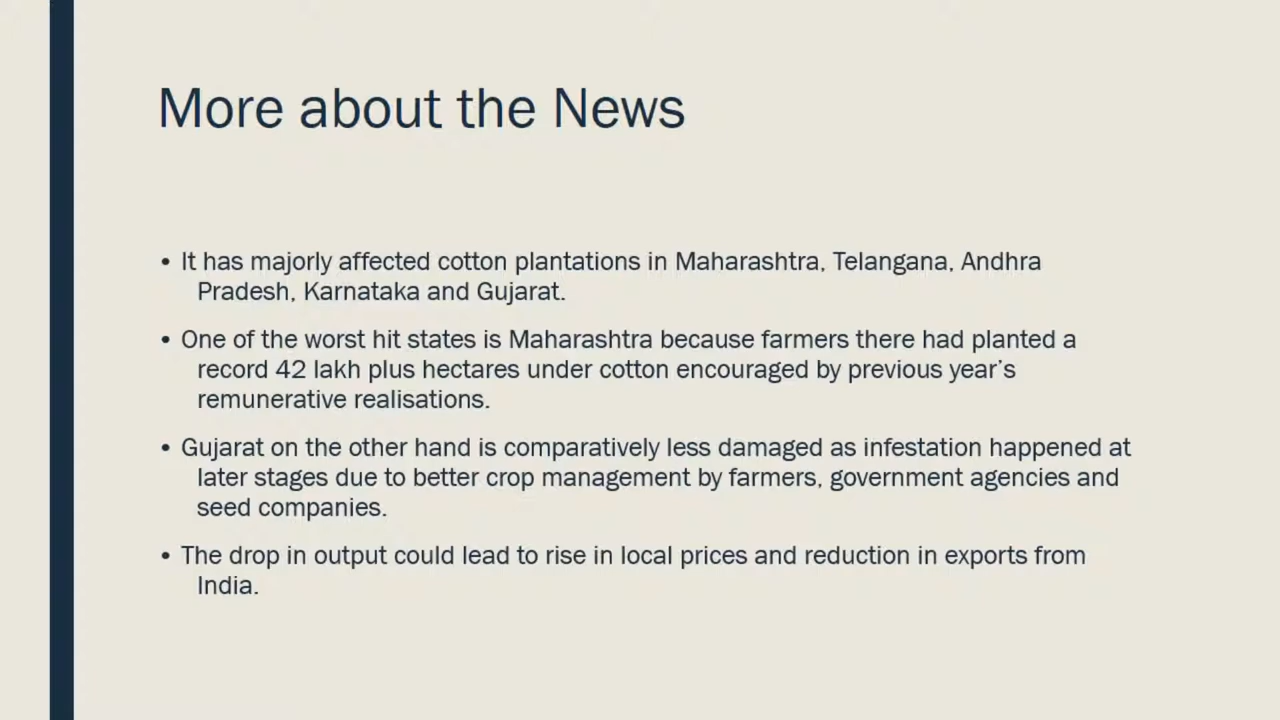 More about the News
• It has majorly affected cotton plantations in Maharashtra, Telangana, Andhra
Pradesh, Karnataka and Gujarat.
• One of the worst hit states is Maharashtra because farmers there had planted a
record 42 lakh plus hectares under cotton encouraged by previous year's
remunerative realisations.
• Gujarat on the other hand is comparatively less damaged as infestation happened at
later stages due to better crop management by farmers, government agencies and
seed companies.
• The drop in output could lead to rise in local prices and reduction in exports from
India.